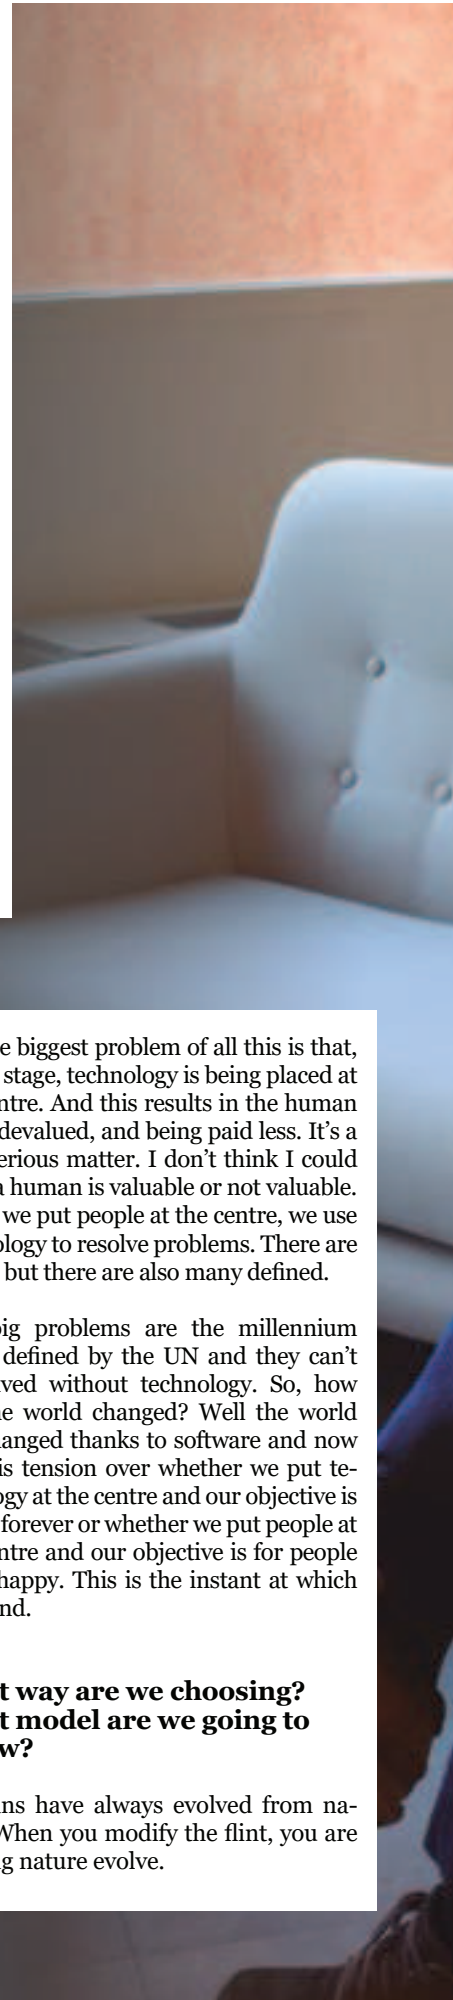 e biggest problem of all this is that,
stage, technology is being placed at
ntre. And this results in the human
devalued, and being paid less. It’s a
erious matter. I don’t think I could
a human is valuable or not valuable.
we put people at the centre, we use
ology to resolve problems. There are
but there are also many defined.
ig problems are the millennium
defined by the UN and they can’t
ved without technology. So, how
e world changed? Well the world
anged thanks to software and now
is tension over whether we put te-
ogy at the centre and our objective is
forever or whether we put people at
ntre and our objective is for people
happy. This is the instant at which
nd.
t way are we choosing?
t model are we going to
w?
ns have always evolved from na-
When you modify the flint, you are
g nature evolve.